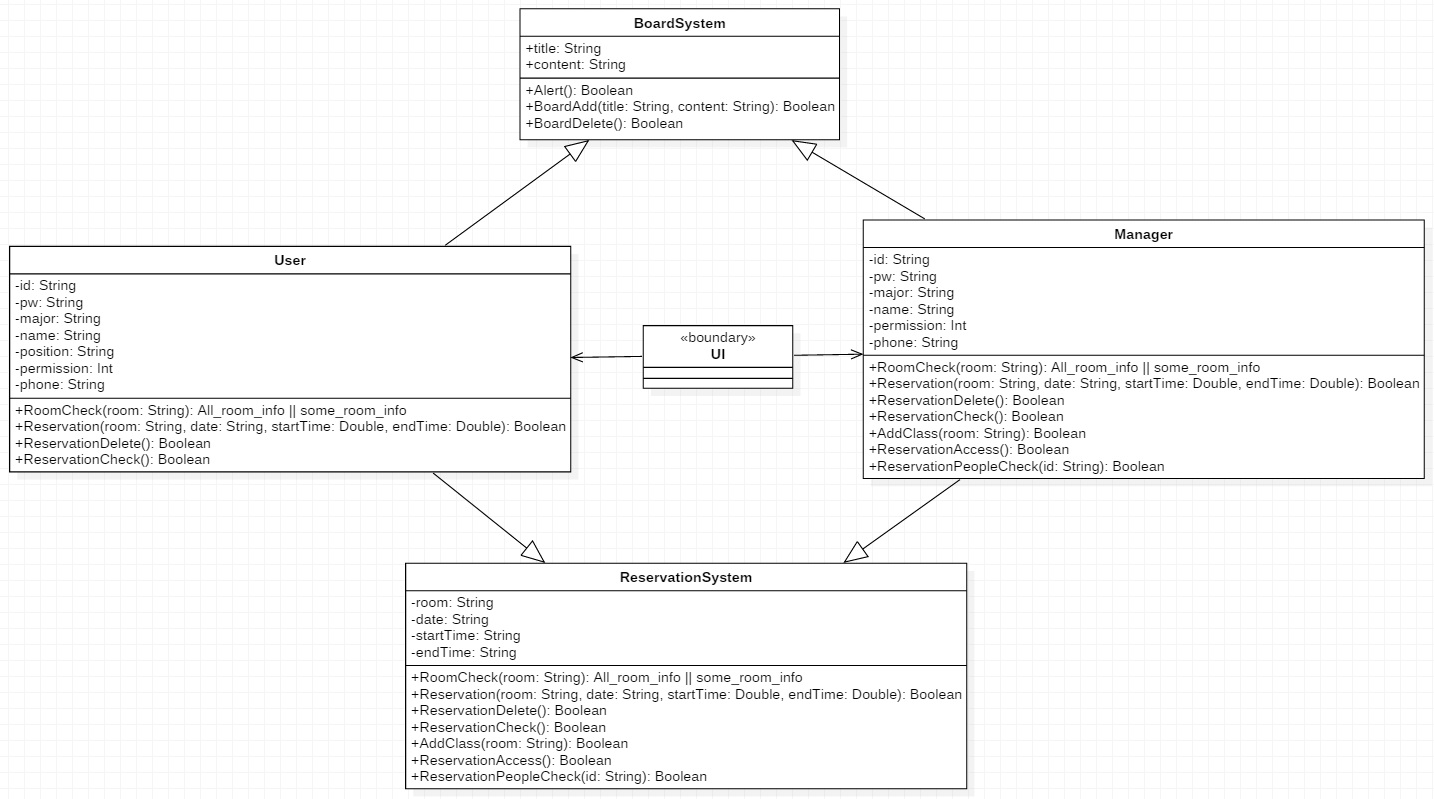 BoardSystem
+title: String
+content: String
+Alert(): Boolean
+BoardAdd(title: String, content: String): Boolean
+BoardDelete(): Boolean
User
-id: String
-pw: String
-major: String
-name: String
-position: String
-permission: Int
-phone: String
+RoomCheck(room: String): All_room_info || some_room_info
+Reservation(room: String, date: String, startTime: Double, endTime: Double): Boolean
+ReservationDelete(): Boolean
+ReservationCheck(): Boolean
«boundary»
UI
Manager
-id: String
-pw: String
-major: String
-name: String
-permission: Int
-phone: String
+RoomCheck(room: String): All_room_info || some_room_info
+Reservation(room: String, date: String, startTime: Double, endTime: Double): Boolean
+ReservationDelete(): Boolean
+ReservationCheck(): Boolean
+AddClass(room: String): Boolean
+ReservationAccess(): Boolean
+ReservationPeopleCheck(id: String): Boolean
ReservationSystem
-room: String
-date: String
-startTime: String
-endTime: String
+RoomCheck(room: String): All_room_info || some_room_info
+Reservation(room: String, date: String, startTime: Double, endTime: Double): Boolean
+ReservationDelete(): Boolean
+ReservationCheck(): Boolean
+AddClass(room: String): Boolean
+ReservationAccess(): Boolean
+ReservationPeopleCheck(id: String): Boolean